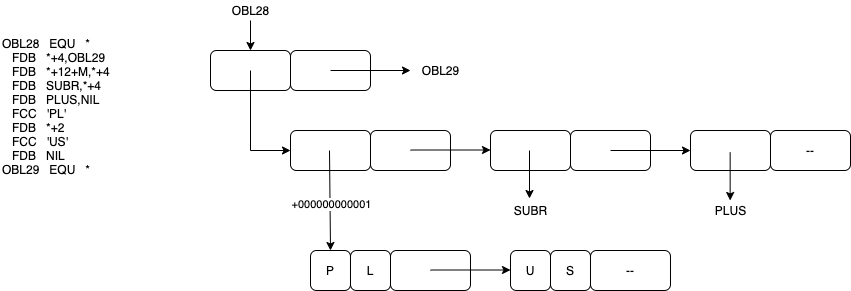 OBL28
OBL28 EQU *
FDB *+4,OBL29
FDB *+12+M,*+4
FDB SUBR,*+4
FDB PLUS,NIL
FCC 'PL'
FDB *+2
FCC 'US'
FDB NIL
OBL29 EQU *
OBL29
--
+000000000001
SUBR
PLUS
P L U S --